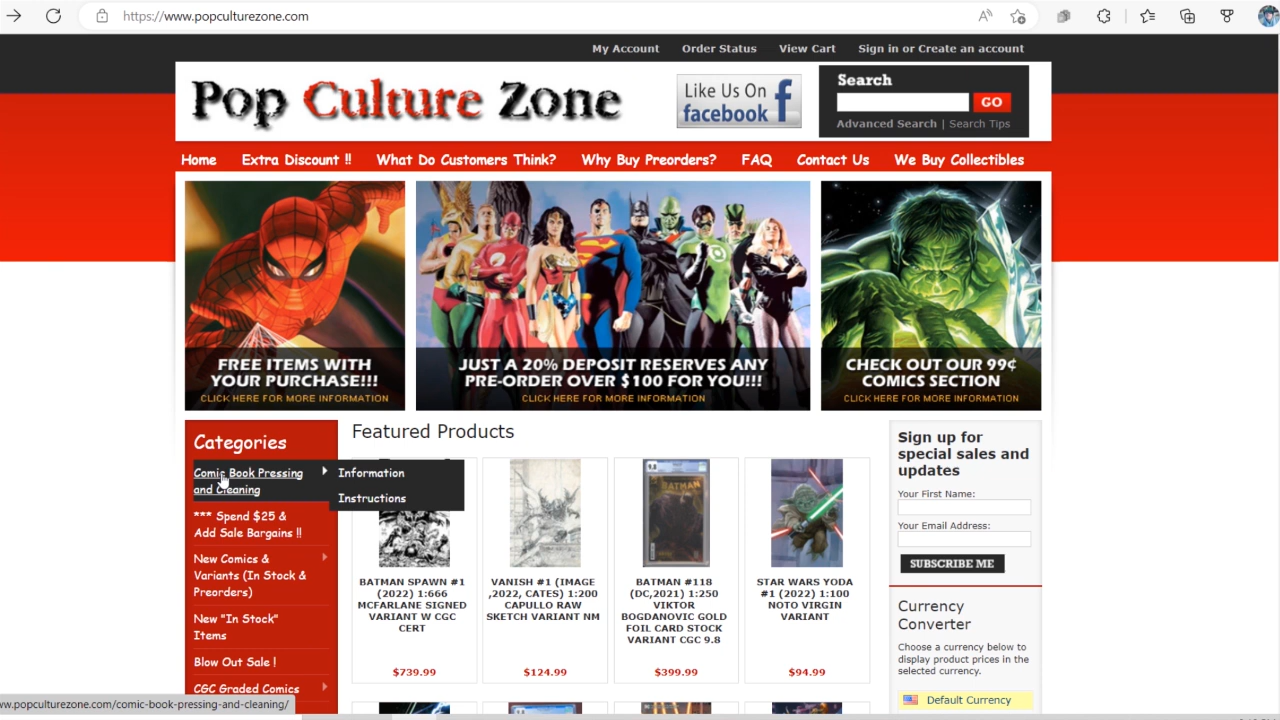 https://www.popculturezone.com
My Account Order Status View Cart Sign in or Create an account
Pop Culture Zone
Like Us On
facebook
Search
GO
Advanced Search | Search Tips
Home Extra Discount !! What Do Customers Think? Why Buy Preorders? FAQ Contact Us We Buy Collectibles
FREE ITEMS WITH
YOUR PURCHASE!!!
CLICK HERE FOR MORE INFORMATION
JUST A 20% DEPOSIT RESERVES ANY
PRE-ORDER OVER $100 FOR YOU!!!
CLICK HERE FOR MORE INFORMATION
CHECK OUT OUR 99¢
COMICS SECTION
CLICK HERE FOR MORE INFORMATION
Categories
Comic Book Pressing
and Cleaning
Information
Instructions
*** Spend $25 &
Add Sale Bargains !!
New Comics &
Variants (In Stock &
Preorders)
New "In Stock"
Items
Blow Out Sale !
CGC Graded Comics
Featured Products
BATMAN SPAWN #1
(2022) 1:666
MCFARLANE SIGNED
VARIANT W CGC
CERT
$739.99
VANISH #1 (IMAGE
,2022, CATES) 1:200
CAPULLO RAW
SKETCH VARIANT NM
$124.99
9.8
BATMAN
BATMAN #118
(DC,2021) 1:250
VIKTOR
BOGDANOVIC GOLD
FOIL CARD STOCK
VARIANT CGC 9.8
$399.99
STAR WARS YODA
#1 (2022) 1:100
NOTO VIRGIN
VARIANT
$94.99
Sign up for
special sales and
updates
Your First Name:
Your Email Address:
SUBSCRIBE ME
Currency
Converter
Choose a currency below to
display product prices in the
selected currency.
Default Currency
ww.popculturezone.com/comic-book-pressing-and-cleaning/